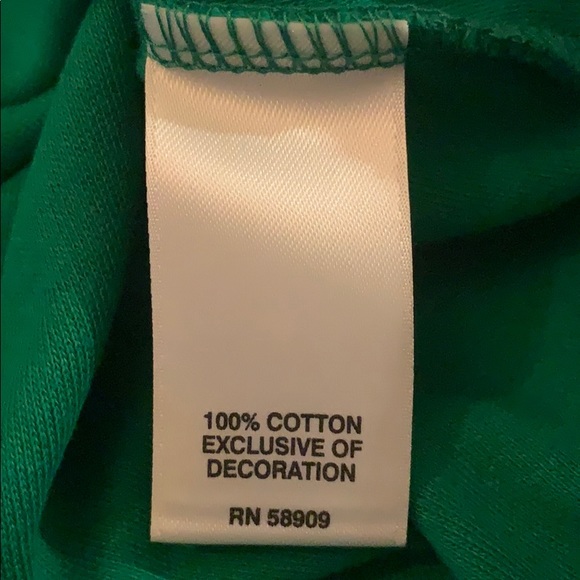 100% COTTON
EXCLUSIVE OF
DECORATION
RN 58909